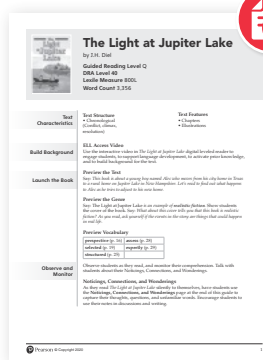 The Light at Jupiter Lake
by J.H. Diel
Guided Reading Level Q
DRA Level 40
Lexile Measure 800L
Word Count 3,356
Text
Characteristics
Text Structure
• Chronological
(Conflict, climax,
resolution)
Text Features
• Chapters
• Illustrations
Build Background
ELL Access Video
Use the interactive video in The Light at Jupiter Lake digital leveled reader to
engage students, to support language development, to activate prior knowledge,
and to build background for the text.
Launch the Book
Preview the Text
Say: This book is about a young boy named Alec who moves from his city home in Texas
to a rural home on Jupiter Lake in New Hampshire. Let's read to find out what happens
to Alec as he tries to adjust to his new home.
Preview the Genre
Say: The Light at Jupiter Lake is an example of realistic fiction. Show students
the cover of the book. Say: What about this cover tells you that this book is realistic
fiction? As you read, ask yourself if the events in the story are things that could happen
in real life.
Preview Vocabulary
perspective (p. 16) assess (p. 28)
selected (p. 19) expertly (p. 29)
structured (p. 25)
Observe and
Monitor
Observe students as they read, and monitor their comprehension. Talk with
students about their Noticings, Connections, and Wonderings.
Noticings, Connections, and Wonderings
As they read The Light at Jupiter Lake silently to themselves, have students use
the Noticings, Connections, and Wonderings page at the end of this guide to
capture their thoughts, questions, and unfamiliar words. Encourage students to
use their notes in discussions and writing.
Pearson © Copyright 2020
1